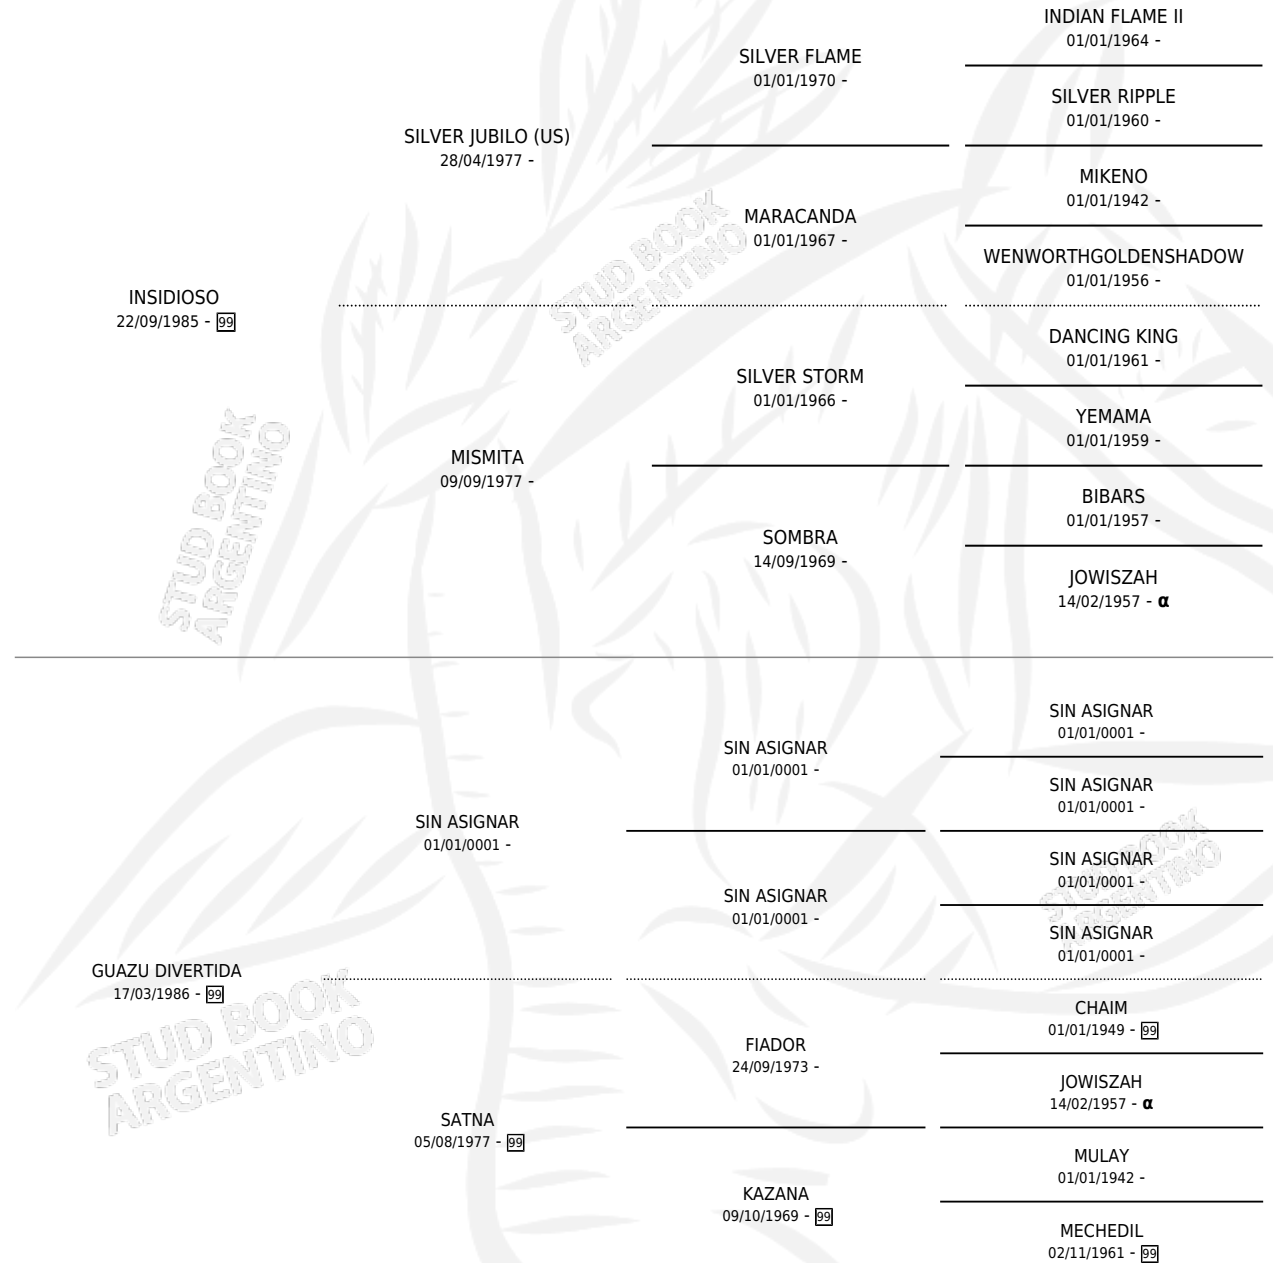 INDIAN FLAME II
01/01/1964 -
SILVER FLAME
01/01/1970 -
SILVER RIPPLE
01/01/1960 -
SILVER JUBILO (US)
28/04/1977 -
MIKENO
01/01/1942 -
MARACANDA
01/01/1967 -
WENWORTHGOLDENSHADOW
01/01/1956 -
INSIDIOSO
22/09/1985 - 99
DANCING KING
01/01/1961 -
SILVER STORM
01/01/1966 -
YEMAMA
01/01/1959 -
MISMITA
09/09/1977 -
BIBARS
01/01/1957 -
SOMBRA
14/09/1969 -
JOWISZAH
14/02/1957 - α
SIN ASIGNAR
01/01/0001 -
SIN ASIGNAR
01/01/0001 -
SIN ASIGNAR
01/01/0001 -
SIN ASIGNAR
01/01/0001 -
SIN ASIGNAR
01/01/0001 -
SIN ASIGNAR
01/01/0001 -
SIN ASIGNAR
01/01/0001 -
GUAZU DIVERTIDA
17/03/1986 - 99
CHAIM
01/01/1949 - 99
FIADOR
24/09/1973 -
JOWISZAH
14/02/1957 - α
SATNA
05/08/1977 - 99
MULAY
01/01/1942 -
KAZANA
09/10/1969 - 99
MECHEDIL
02/11/1961 - 99
STUD BOOK
ARGENTINO
STUD BOOK
ARGENTINO
STUD BOOK
ARGENTINO
STUD BOOK
ARGENTINO